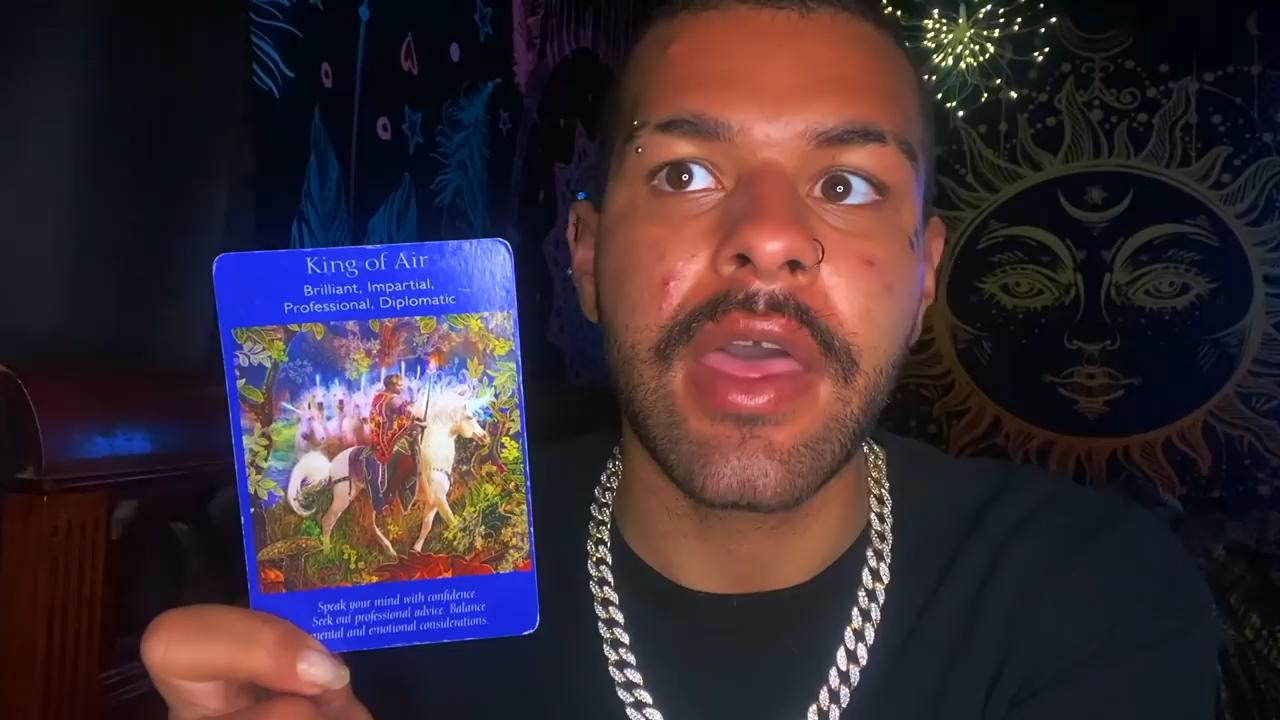 King of Air
Brilliant, Impartial,
Professional, Diplomatic
Speak your mind with confidence.
Seek out professional advice. Balance
mental and emotional considerations.